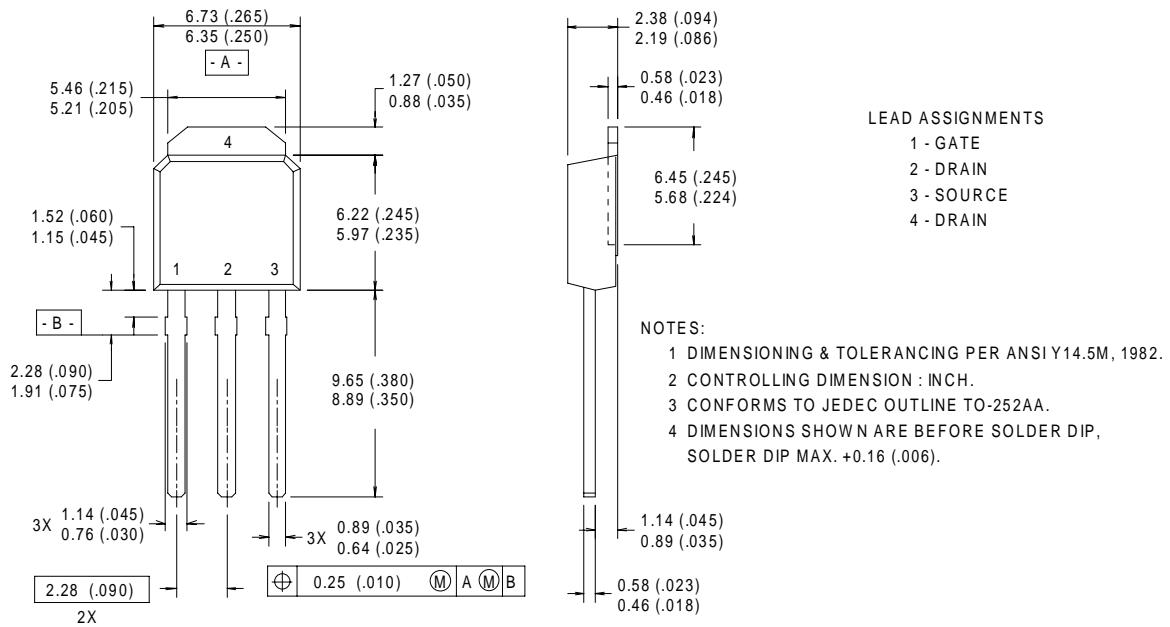 6.73 (.265)
6.35 (.250)
- A -
5.46 (.215)
5.21 (.205)
1.27 (.050)
0.88 (.035)
4
1.52 (.060)
1.15 (.045)
6.22 (.245)
5.97 (.235)
1 2 3
- B -
2.28 (.090)
1.91 (.075)
9.65 (.380)
8.89 (.350)
3X 1.14 (.045)
0.76 (.030)
3X 0.89 (.035)
0.64 (.025)
2.28 (.090)
2X
⌖ 0.25 (.010) Ⓜ A Ⓜ B
2.38 (.094)
2.19 (.086)
0.58 (.023)
0.46 (.018)
6.45 (.245)
5.68 (.224)
1.14 (.045)
0.89 (.035)
0.58 (.023)
0.46 (.018)
LEAD ASSIGNMENTS
1 - GATE
2 - DRAIN
3 - SOURCE
4 - DRAIN
NOTES:
1 DIMENSIONING & TOLERANCING PER ANSI Y14.5M, 1982.
2 CONTROLLING DIMENSION : INCH.
3 CONFORMS TO JEDEC OUTLINE TO-252AA.
4 DIMENSIONS SHOWN ARE BEFORE SOLDER DIP,
SOLDER DIP MAX. +0.16 (.006).